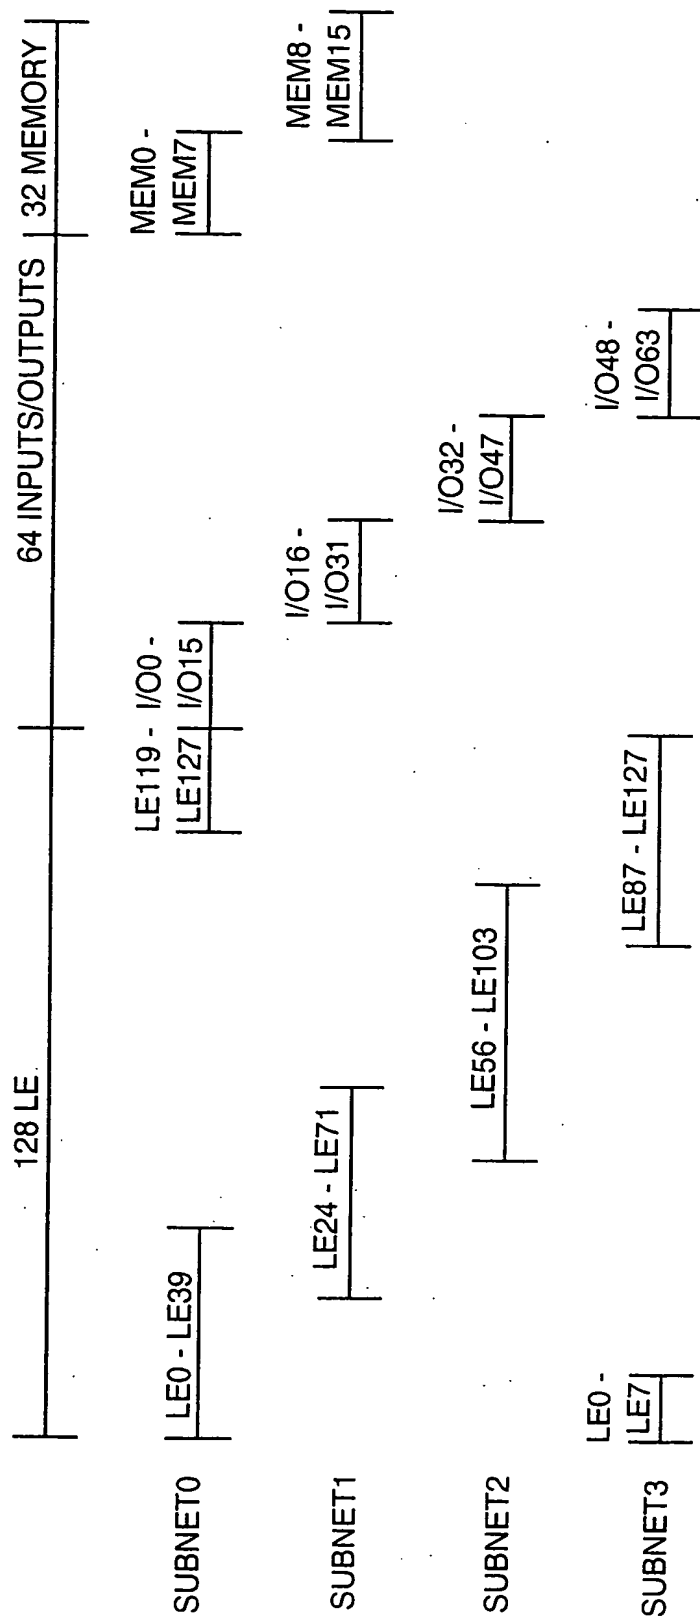 128 LE
64 INPUTS/OUTPUTS
32 MEMORY
SUBNET0
LE0 - LE39
LE119 -
LE127
I/O0 -
I/O15
MEM0 -
MEM7
SUBNET1
LE24 - LE71
I/O16 -
I/O31
MEM8 -
MEM15
SUBNET2
LE56 - LE103
I/O32 -
I/O47
SUBNET3
LE0 -
LE7
LE87 - LE127
I/O48 -
I/O63